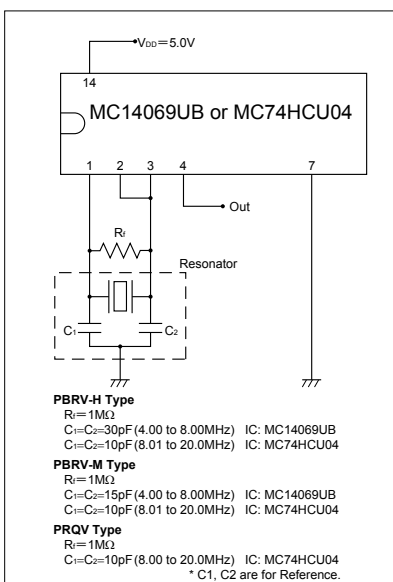 VDD=5.0V
14
MC14069UB or MC74HCU04
1 2 3 4 7
Out
Rf
Resonator
C1 C2
PBRV-H Type
Rf=1MΩ
C1=C2=30pF(4.00 to 8.00MHz) IC: MC14069UB
C1=C2=10pF(8.01 to 20.0MHz) IC: MC74HCU04
PBRV-M Type
Rf=1MΩ
C1=C2=15pF(4.00 to 8.00MHz) IC: MC14069UB
C1=C2=10pF(8.01 to 20.0MHz) IC: MC74HCU04
PRQV Type
Rf=1MΩ
C1=C2=10pF(8.00 to 20.0MHz) IC: MC74HCU04
* C1, C2 are for Reference.